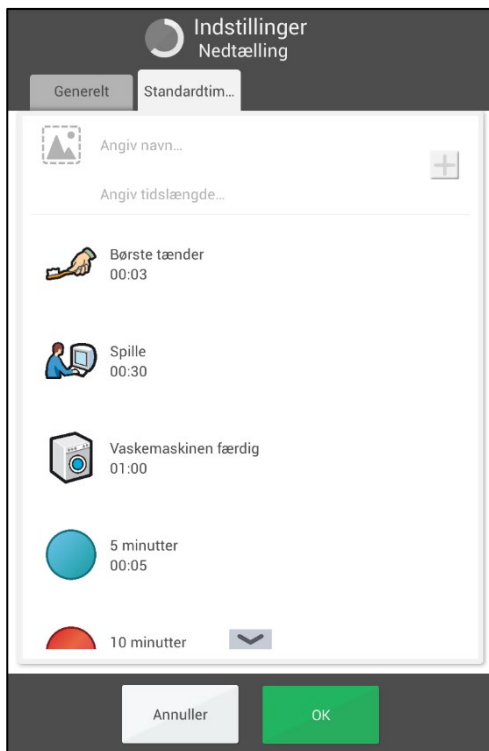 Indstillinger
Nedtælling
Generelt
Standardtim...
Angiv navn...
Angiv tidslængde...
Børste tænder
00:03
Spille
00:30
Vaskemaskinen færdig
01:00
5 minutter
00:05
10 minutter
Annuller
OK